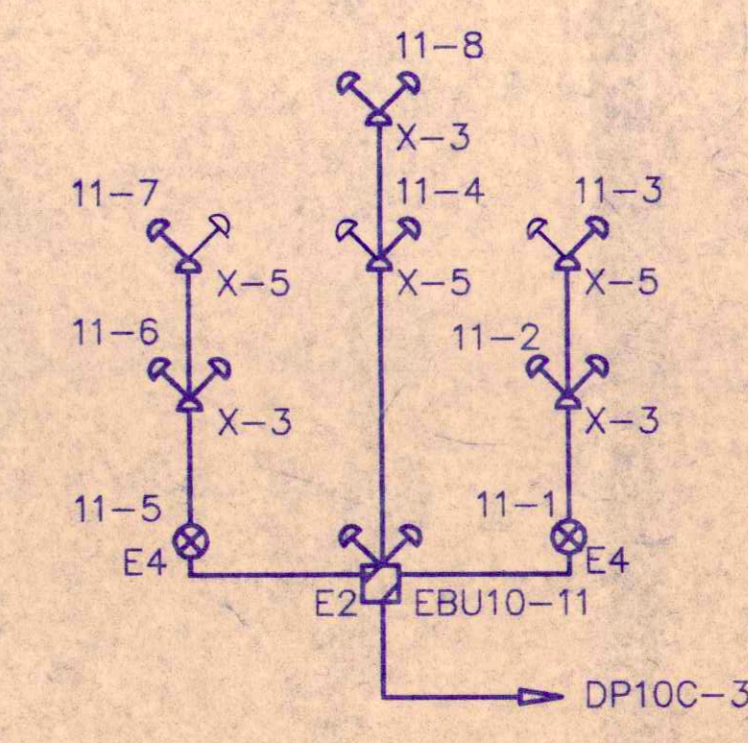 11-8
X-3
11-7
11-4
11-3
X-5
X-5
X-5
11-6
11-2
X-3
X-3
11-5
11-1
E4
E4
E2
EBU10-11
DP10C-3